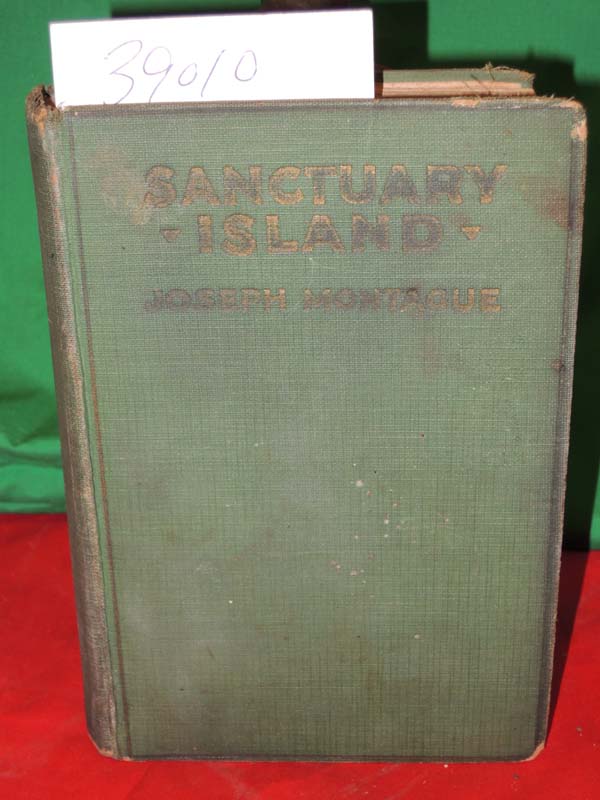 39010
SANCTUARY
ISLAND
JOSEPH MONTAGUE